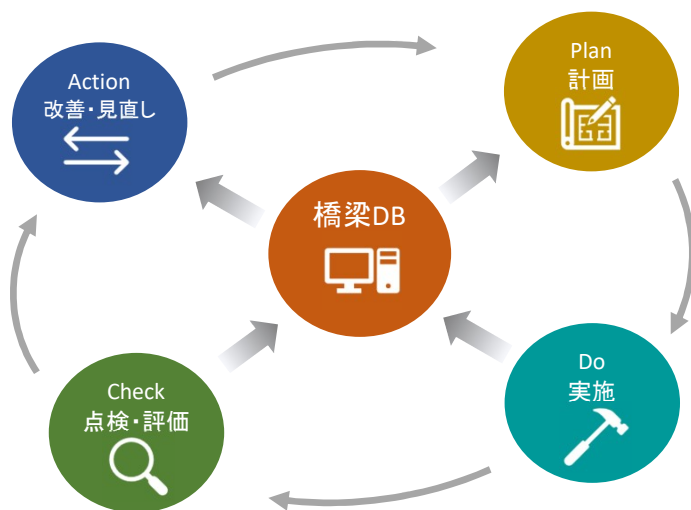 Action
改善・見直し
Plan
計画
橋梁DB
Check
点検・評価
Do
実施